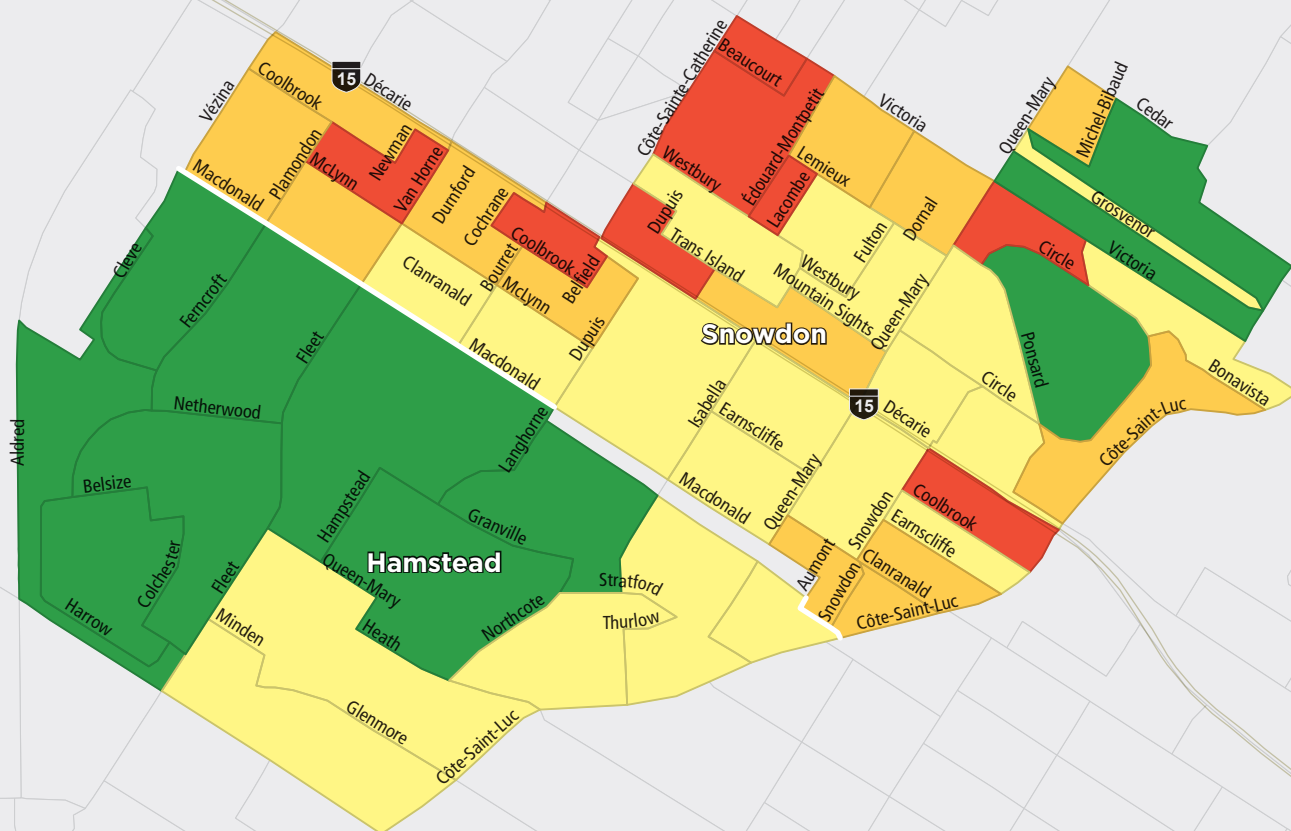 Côte-Sainte-Catherine
Beaucourt
Victoria
Queen-Mary
Michel-Bibaud
Cedar
15
Décarie
Vézina
Coolbrook
Plamondon
McLynn
Newman
Van Horne
Macdonald
Dumford
Cochrane
Coolbrook
Belfield
Bourret
McLynn
Clanranald
Dupuis
Macdonald
Westbury
Édouard-Montpetit
Lemieux
Lacombe
Dupuis
Trans Island
Westbury
Mountain Sights
Fulton
Dornal
Queen-Mary
Grosvenor
Victoria
Circle
Ponsard
Circle
Bonavista
Côte-Saint-Luc
Snowdon
15
Décarie
Isabella
Earnscliffe
Macdonald
Queen-Mary
Snowdon
Coolbrook
Earnscliffe
Clanranald
Aumont
Snowdon
Côte-Saint-Luc
Cleve
Ferncroft
Fleet
Netherwood
Aldred
Belsize
Colchester
Harrow
Fleet
Hampstead
Langhorne
Granville
Queen-Mary
Hamstead
Heath
Northcote
Stratford
Thurlow
Minden
Glenmore
Côte-Saint-Luc